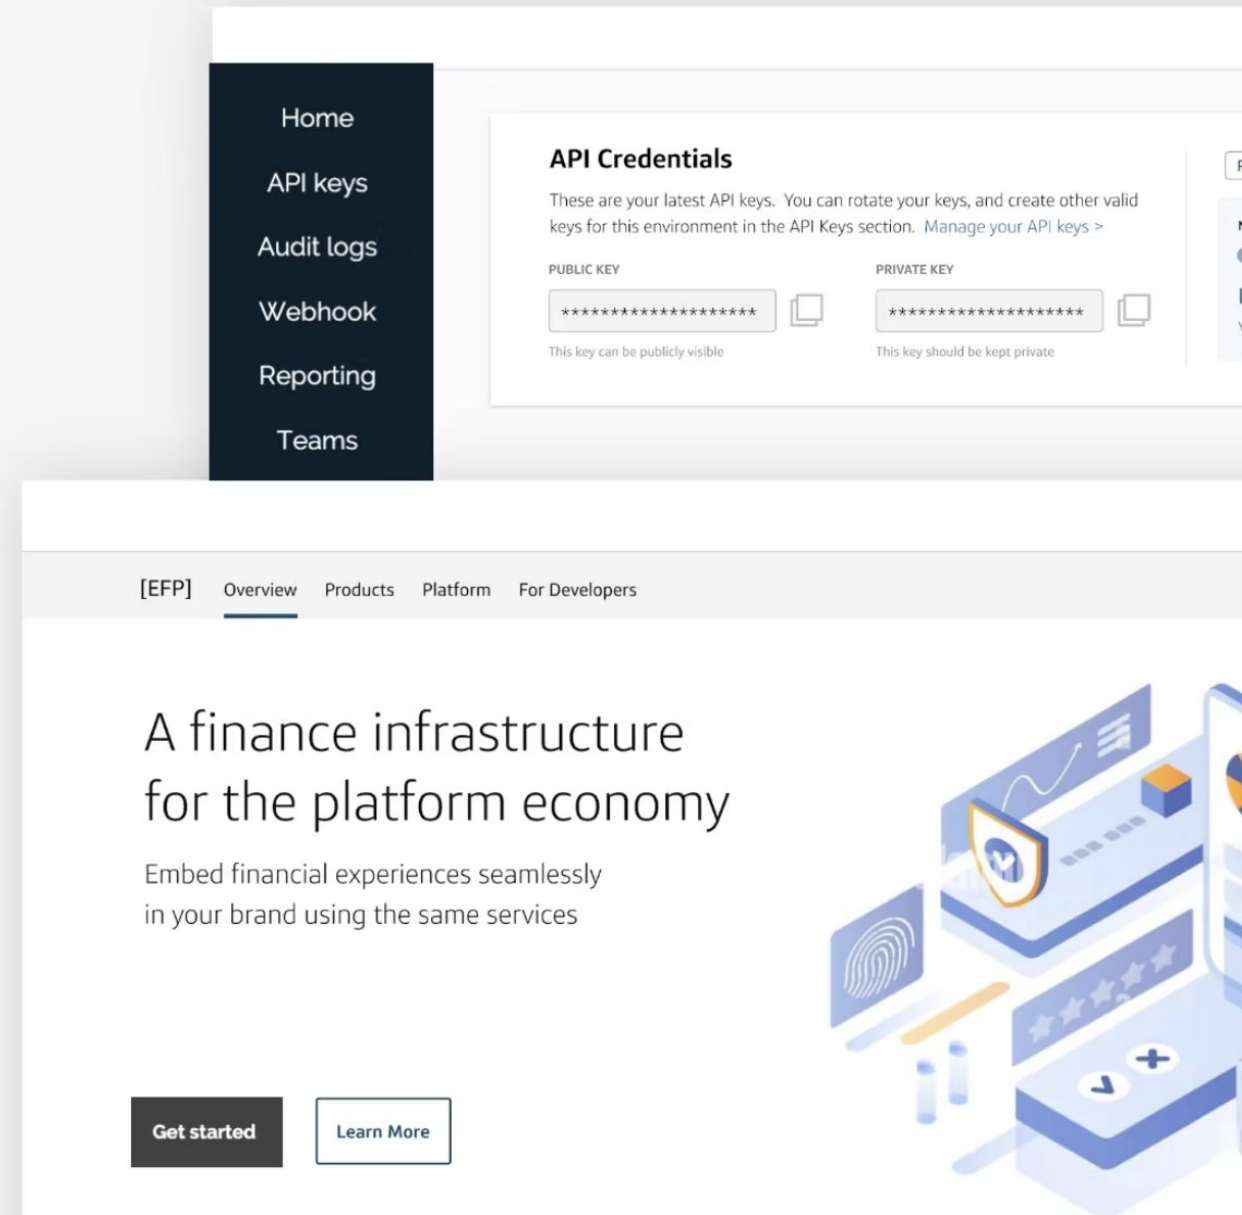 Home
API keys
Audit logs
Webhook
Reporting
Teams
API Credentials
These are your latest API keys. You can rotate your keys, and create other valid
keys for this environment in the API Keys section. Manage your API keys >
PUBLIC KEY
PRIVATE KEY
********************
********************
This key can be publicly visible
This key should be kept private
[EFP]
Overview
Products
Platform
For Developers
A finance infrastructure
for the platform economy
Embed financial experiences seamlessly
in your brand using the same services
Get started
Learn More